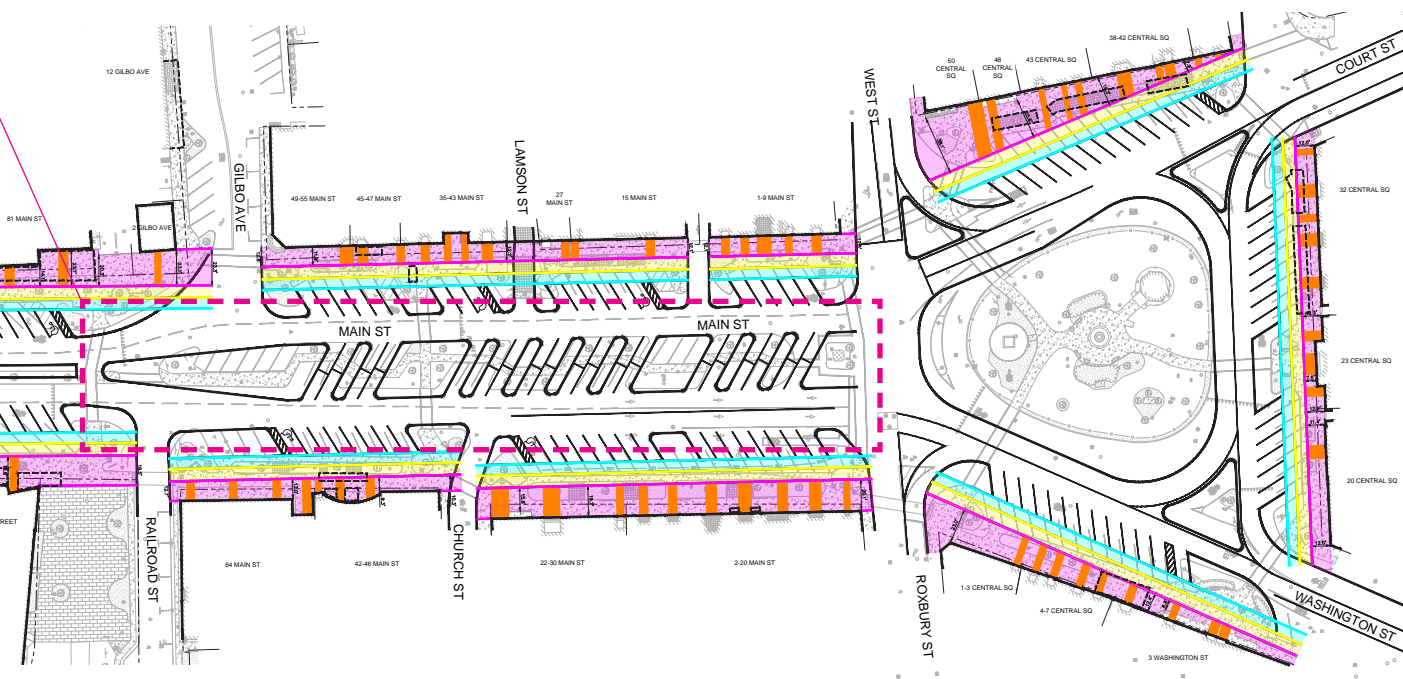 12 GILBO AVE
81 MAIN ST
2 GILBO AVE
GILBO AVE
49-55 MAIN ST
45-47 MAIN ST
35-43 MAIN ST
LAMSON ST
27
MAIN ST
15 MAIN ST
1-9 MAIN ST
WEST ST
50
CENTRAL
SQ
48
CENTRAL
SQ
43 CENTRAL SQ
38-42 CENTRAL SQ
COURT ST
32 CENTRAL SQ
23 CENTRAL SQ
20 CENTRAL SQ
MAIN ST
MAIN ST
REET
RAILROAD ST
64 MAIN ST
42-46 MAIN ST
CHURCH ST
22-30 MAIN ST
2-20 MAIN ST
ROXBURY ST
1-3 CENTRAL SQ
4-7 CENTRAL SQ
3 WASHINGTON ST
WASHINGTON ST